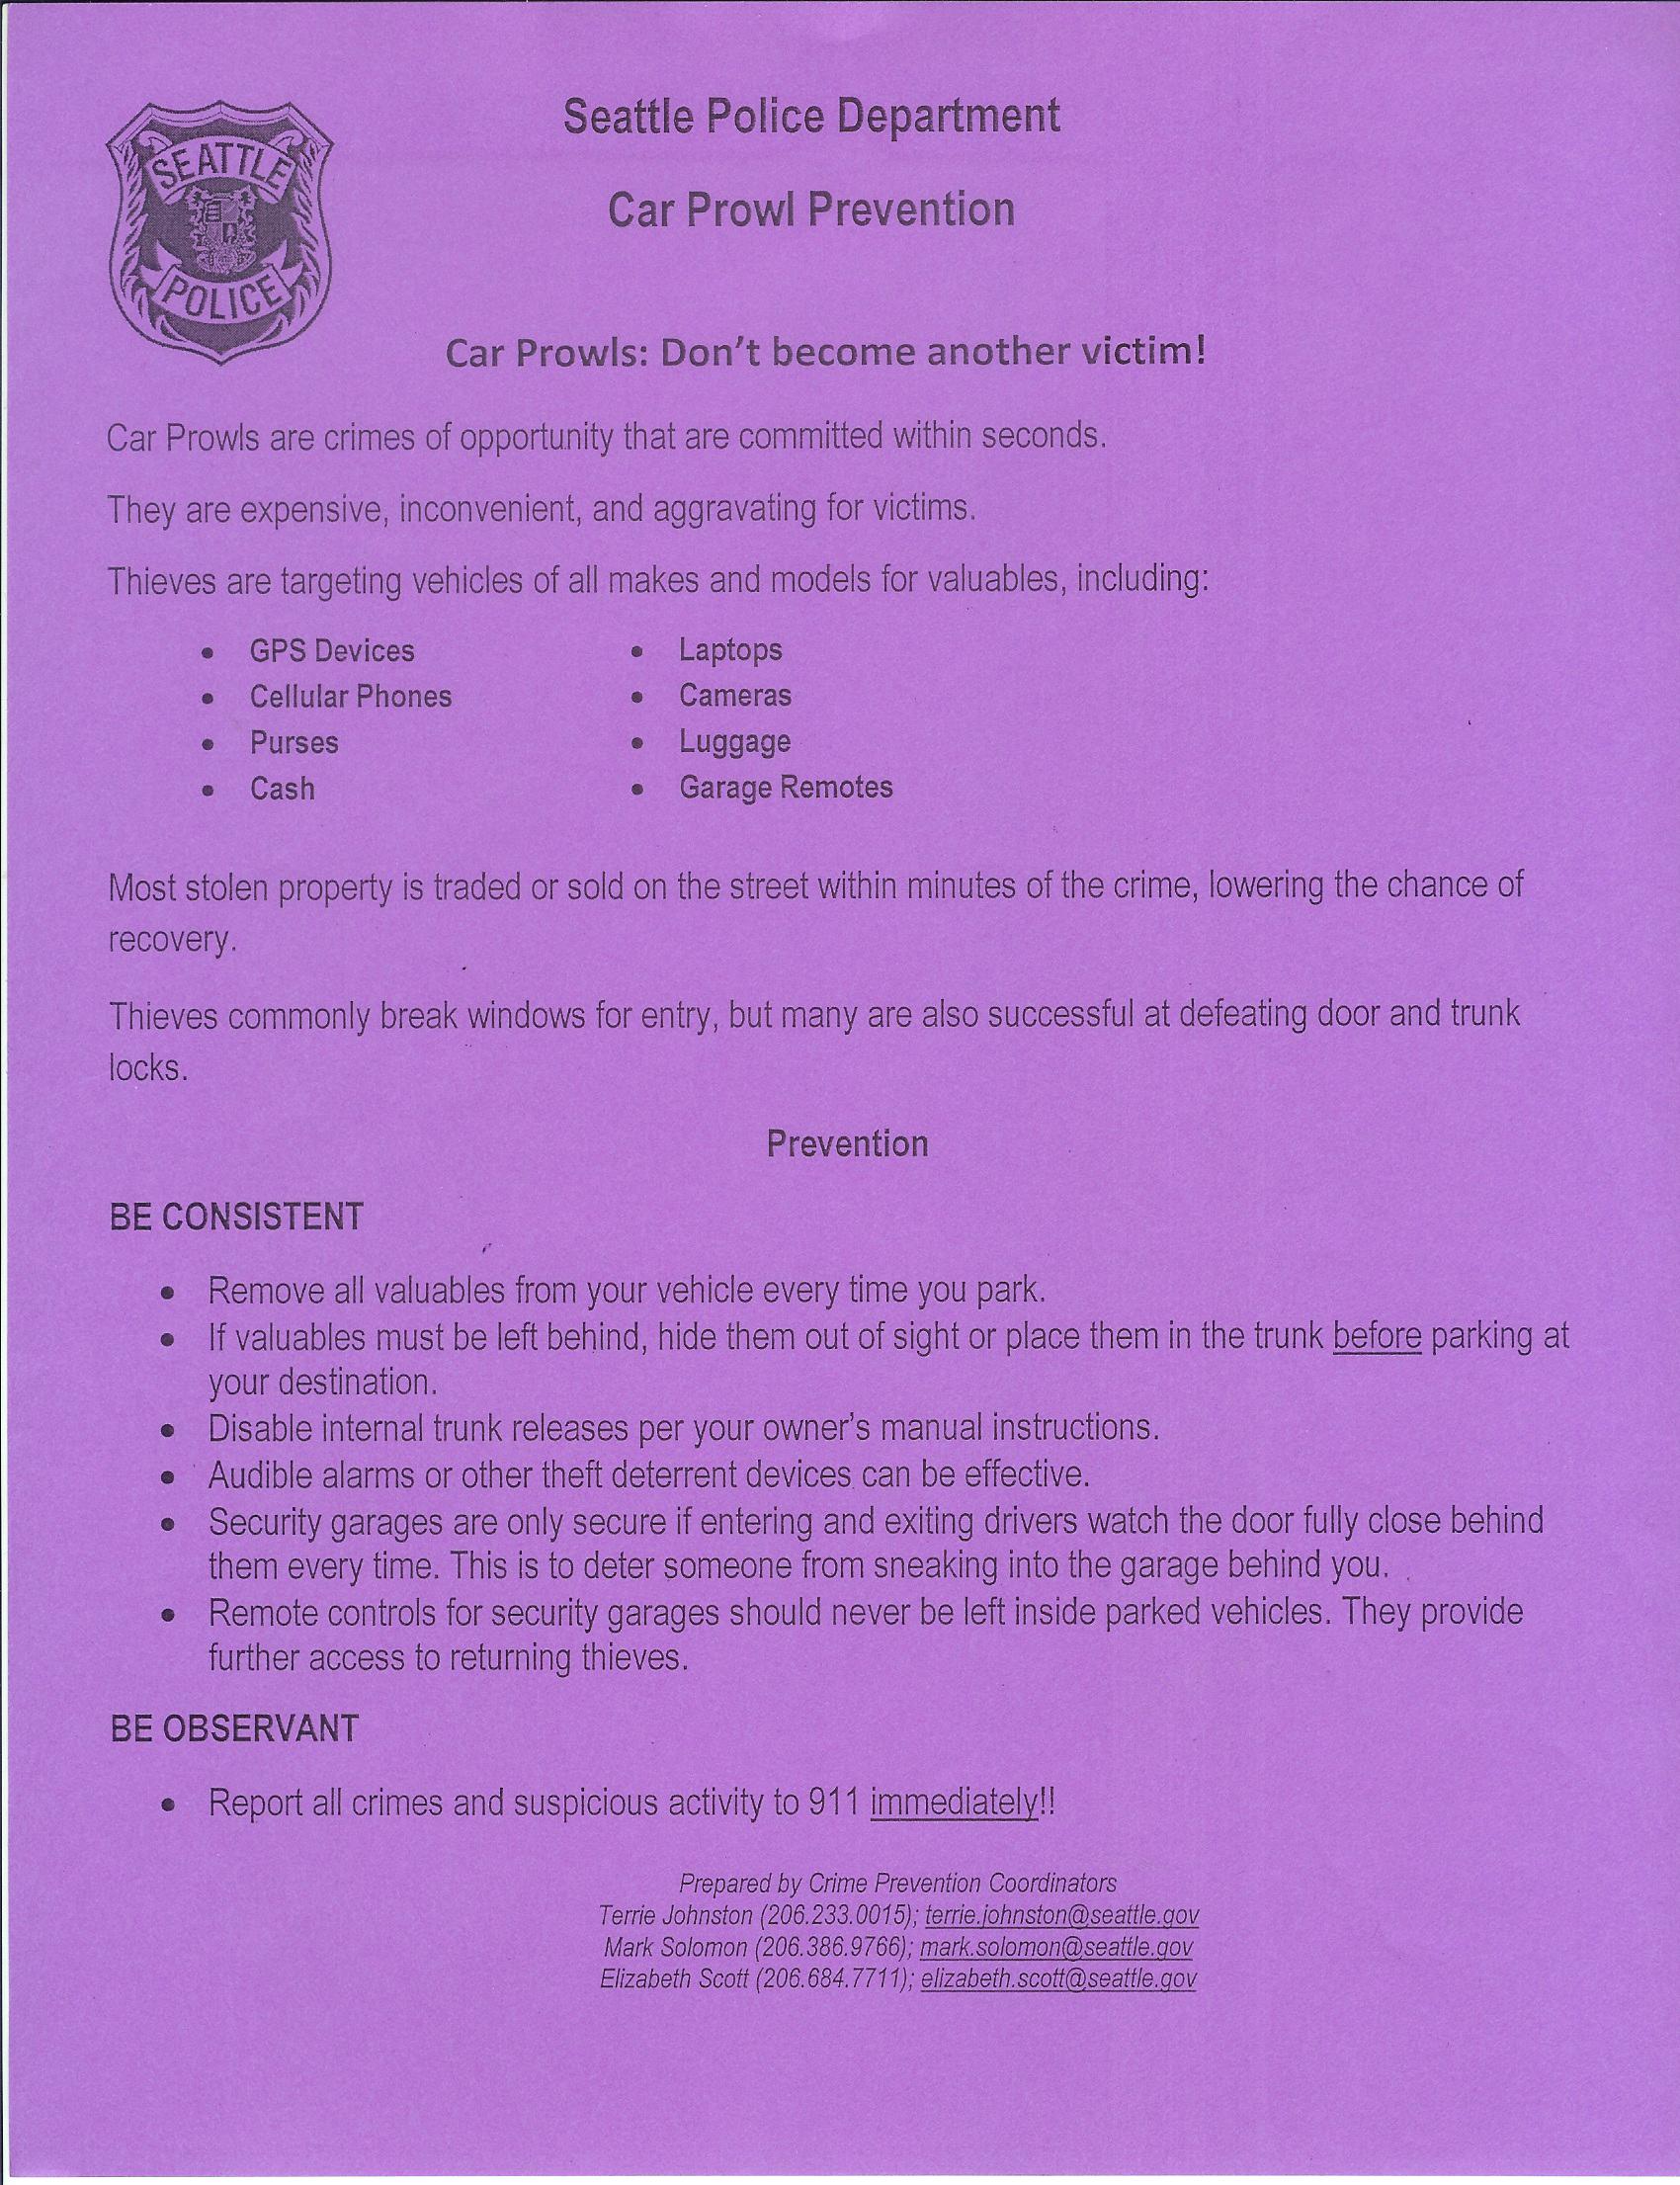 SEATTLE
POLICE
Seattle Police Department
Car Prowl Prevention
Car Prowls: Don't become another victim!
Car Prowls are crimes of opportunity that are committed within seconds.
They are expensive, inconvenient, and aggravating for victims.
Thieves are targeting vehicles of all makes and models for valuables, including:
• GPS Devices
• Cellular Phones
• Purses
• Cash
• Laptops
• Cameras
• Luggage
• Garage Remotes
Most stolen property is traded or sold on the street within minutes of the crime, lowering the chance of
recovery.
Thieves commonly break windows for entry, but many are also successful at defeating door and trunk
locks.
Prevention
BE CONSISTENT
• Remove all valuables from your vehicle every time you park.
• If valuables must be left behind, hide them out of sight or place them in the trunk before parking at
your destination.
• Disable internal trunk releases per your owner's manual instructions.
• Audible alarms or other theft deterrent devices can be effective.
• Security garages are only secure if entering and exiting drivers watch the door fully close behind
them every time. This is to deter someone from sneaking into the garage behind you.
• Remote controls for security garages should never be left inside parked vehicles. They provide
further access to returning thieves.
BE OBSERVANT
• Report all crimes and suspicious activity to 911 immediately!!
Prepared by Crime Prevention Coordinators
Terrie Johnston (206.233.0015); terrie.johnston@seattle.gov
Mark Solomon (206.386.9766); mark.solomon@seattle.gov
Elizabeth Scott (206.684.7711); elizabeth.scott@seattle.gov